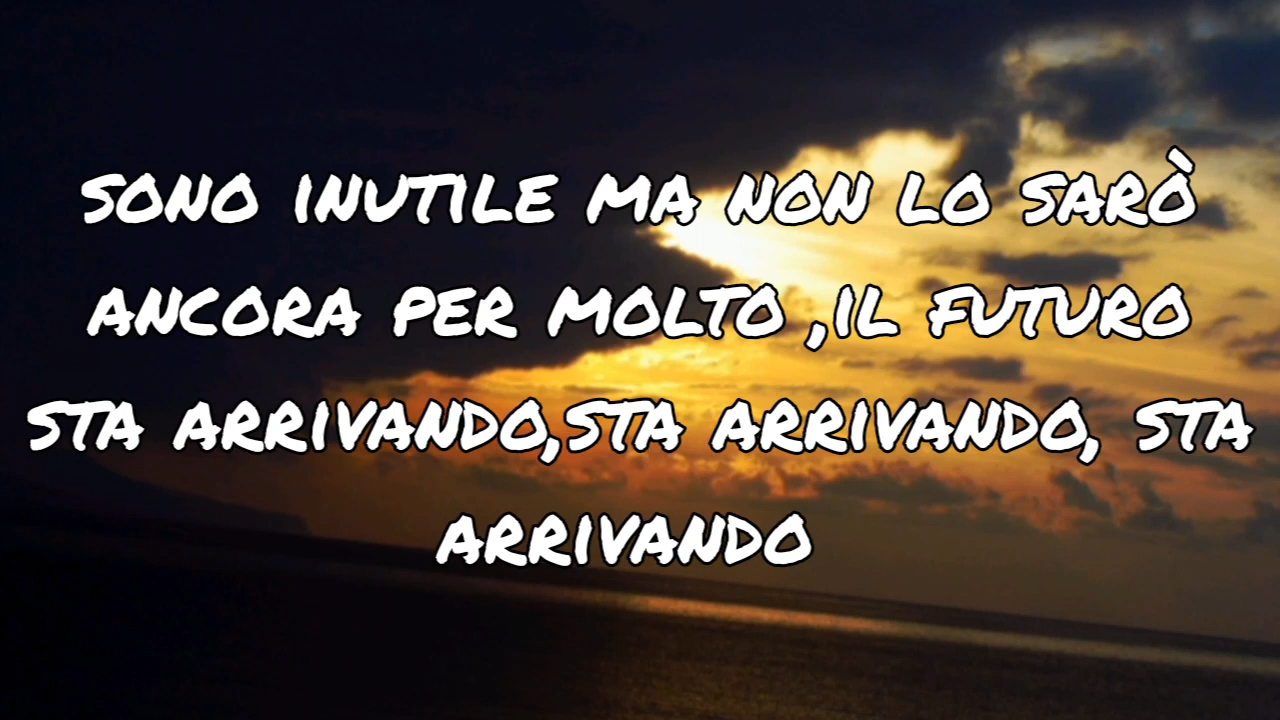 SONO INUTILE MA NON LO SARÒ
ANCORA PER MOLTO ,IL FUTURO
STA ARRIVANDO,STA ARRIVANDO, STA
ARRIVANDO